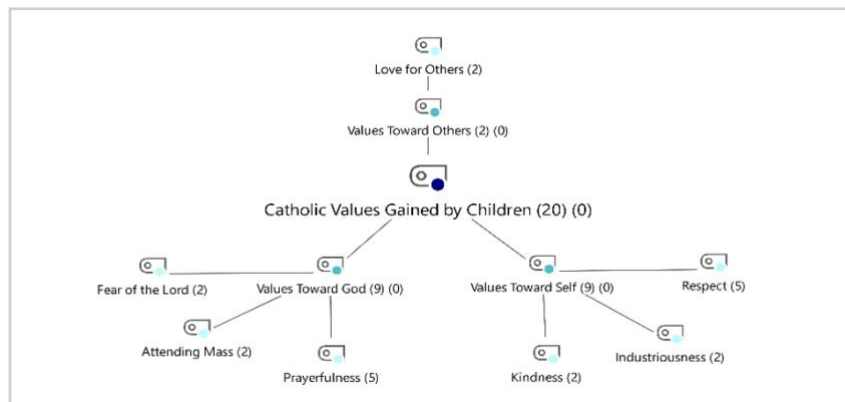 Love for Others (2)
Values Toward Others (2) (0)
Catholic Values Gained by Children (20) (0)
Fear of the Lord (2)
Values Toward God (9) (0)
Values Toward Self (9) (0)
Respect (5)
Attending Mass (2)
Prayerfulness (5)
Kindness (2)
Industriousness (2)